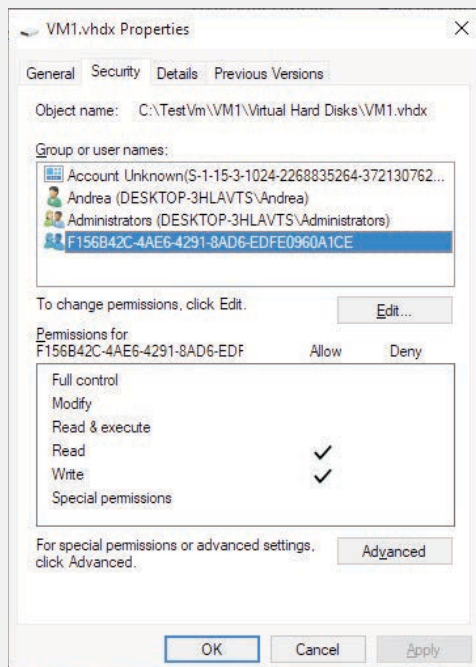 VM1.vhdx Properties
General Security Details Previous Versions
Object name: C:\TestVm\VM1\Virtual Hard Disks\VM1.vhdx
Group or user names:
Account Unknown(S-1-15-3-1024-2268835264-372130762...
Andrea (DESKTOP-3HLAVTS\Andrea)
Administrators (DESKTOP-3HLAVTS\Administrators)
F156B42C-4AE6-4291-8AD6-EDFE0960A1CE
To change permissions, click Edit.
Edit...
Permissions for
F156B42C-4AE6-4291-8AD6-EDF Allow Deny
Full control
Modify
Read & execute
Read
Write
Special permissions
For special permissions or advanced settings,
click Advanced.
Advanced
OK Cancel Apply